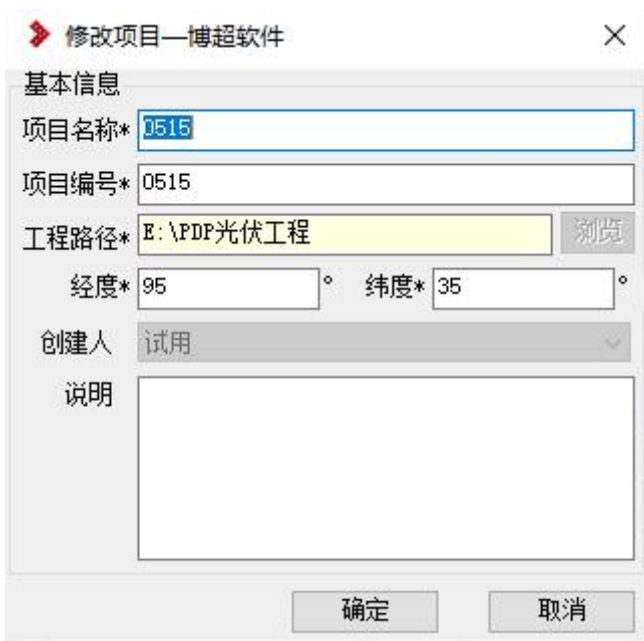 修改项目—博超软件
基本信息
项目名称* 0515
项目编号* 0515
工程路径* E:\PDP光伏工程 浏览
经度* 95 ° 纬度* 35 °
创建人 试用
说明
确定 取消